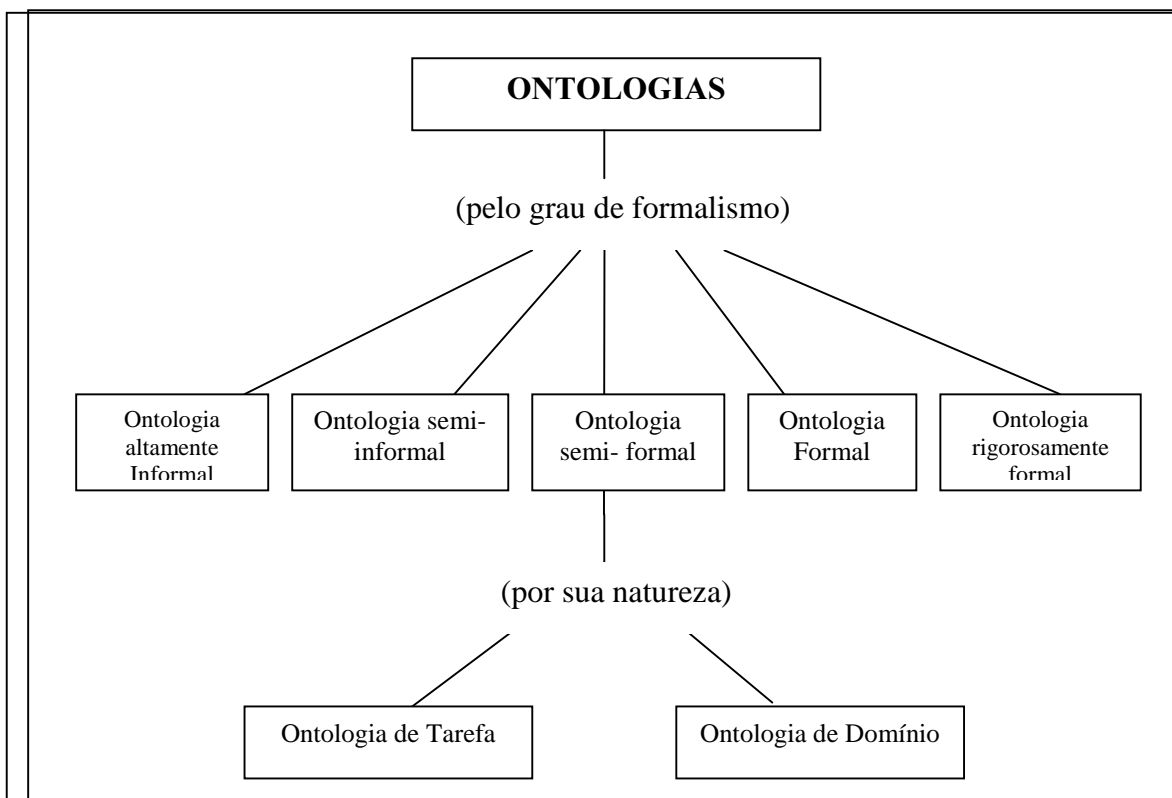 ONTOLOGIAS
(pelo grau de formalismo)
Ontologia
altamente
Informal
Ontologia semi-
informal
Ontologia
semi- formal
Ontologia
Formal
Ontologia
rigorosamente
formal
(por sua natureza)
Ontologia de Tarefa
Ontologia de Domínio